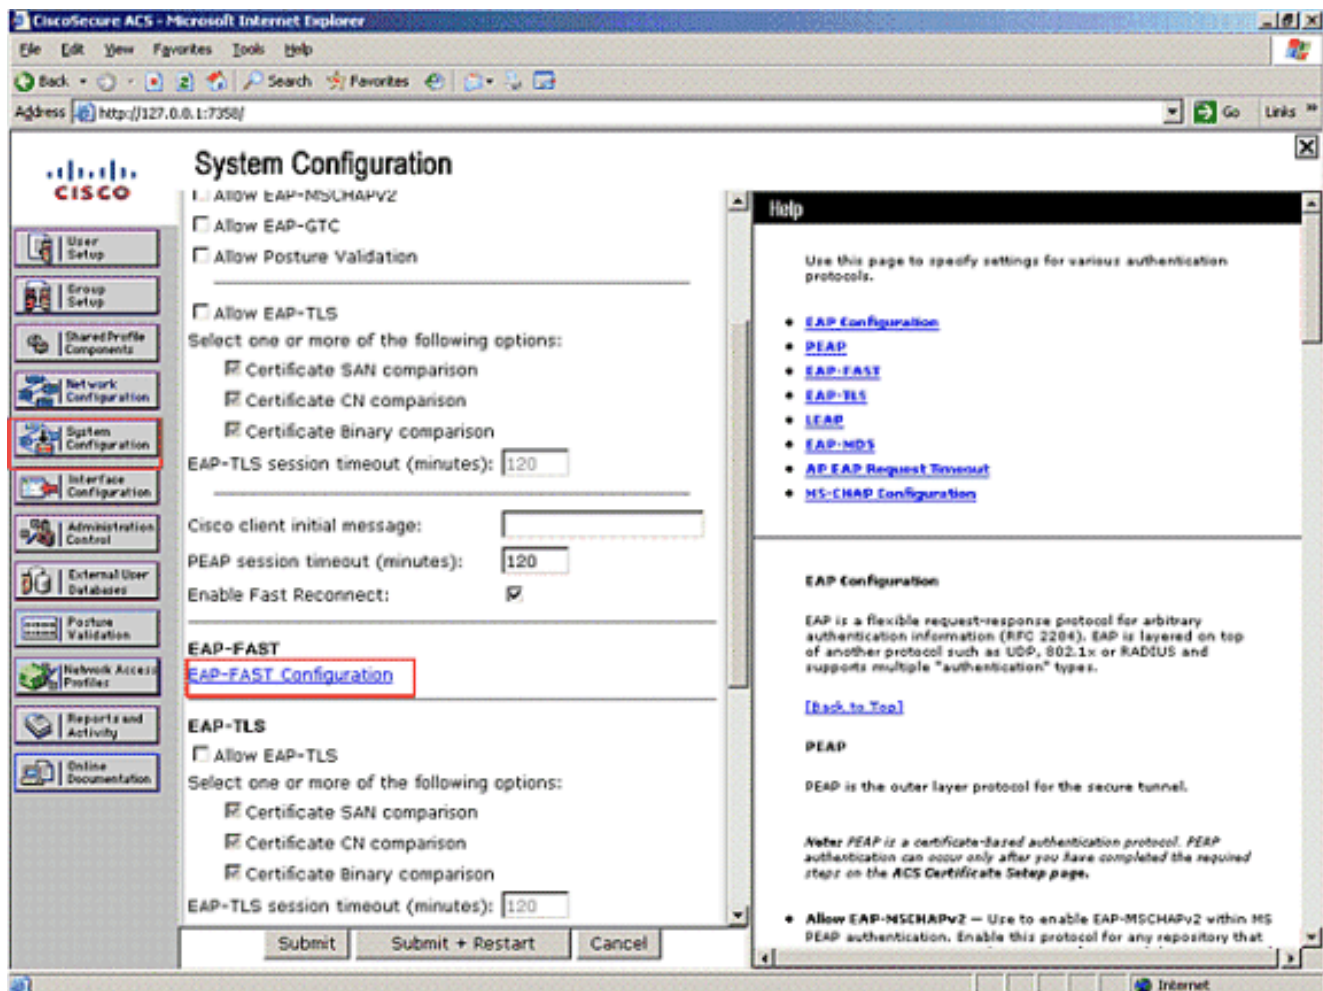 CiscoSecure ACS - Microsoft Internet Explorer
File Edit View Favorites Tools Help
Back Search Favorites
Address http://127.0.0.1:7358/ Go Links »
CISCO
System Configuration
User
Setup
Group
Setup
Shared Profile
Components
Network
Configuration
System
Configuration
Interface
Configuration
Administration
Control
External User
Databases
Posture
Validation
Network Access
Profiles
Reports and
Activity
Online
Documentation
Allow EAP-MSCHAPv2
Allow EAP-GTC
Allow Posture Validation
Allow EAP-TLS
Select one or more of the following options:
Certificate SAN comparison
Certificate CN comparison
Certificate Binary comparison
EAP-TLS session timeout (minutes): 120
Cisco client initial message:
PEAP session timeout (minutes): 120
Enable Fast Reconnect:
EAP-FAST
EAP-FAST Configuration
EAP-TLS
Allow EAP-TLS
Select one or more of the following options:
Certificate SAN comparison
Certificate CN comparison
Certificate Binary comparison
EAP-TLS session timeout (minutes): 120
Submit Submit + Restart Cancel
Help
Use this page to specify settings for various authentication
protocols.
EAP Configuration
PEAP
EAP-FAST
EAP-TLS
LEAP
EAP-MD5
AP EAP Request Timeout
MS-CHAP Configuration
EAP Configuration
EAP is a flexible request-response protocol for arbitrary
authentication information (RFC 2284). EAP is layered on top
of another protocol such as UDP, 802.1x or RADIUS and
supports multiple "authentication" types.
[Back to Top]
PEAP
PEAP is the outer layer protocol for the secure tunnel.
Note: PEAP is a certificate-based authentication protocol. PEAP
authentication can occur only after you have completed the required
steps on the ACS Certificate Setup page.
Allow EAP-MSCHAPv2 — Use to enable EAP-MSCHAPv2 within MS
PEAP authentication. Enable this protocol for any repository that
Internet